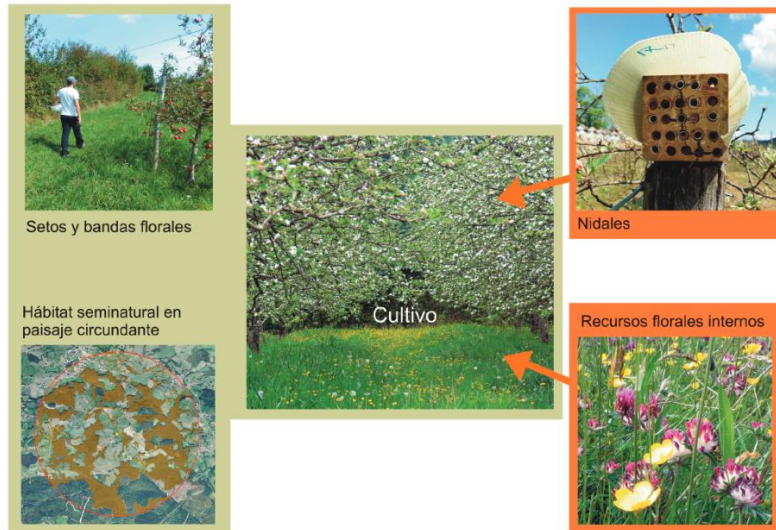 Setos y bandas florales
Hábitat seminatural en
paisaje circundante
Cultivo
Nidales
Recursos florales internos